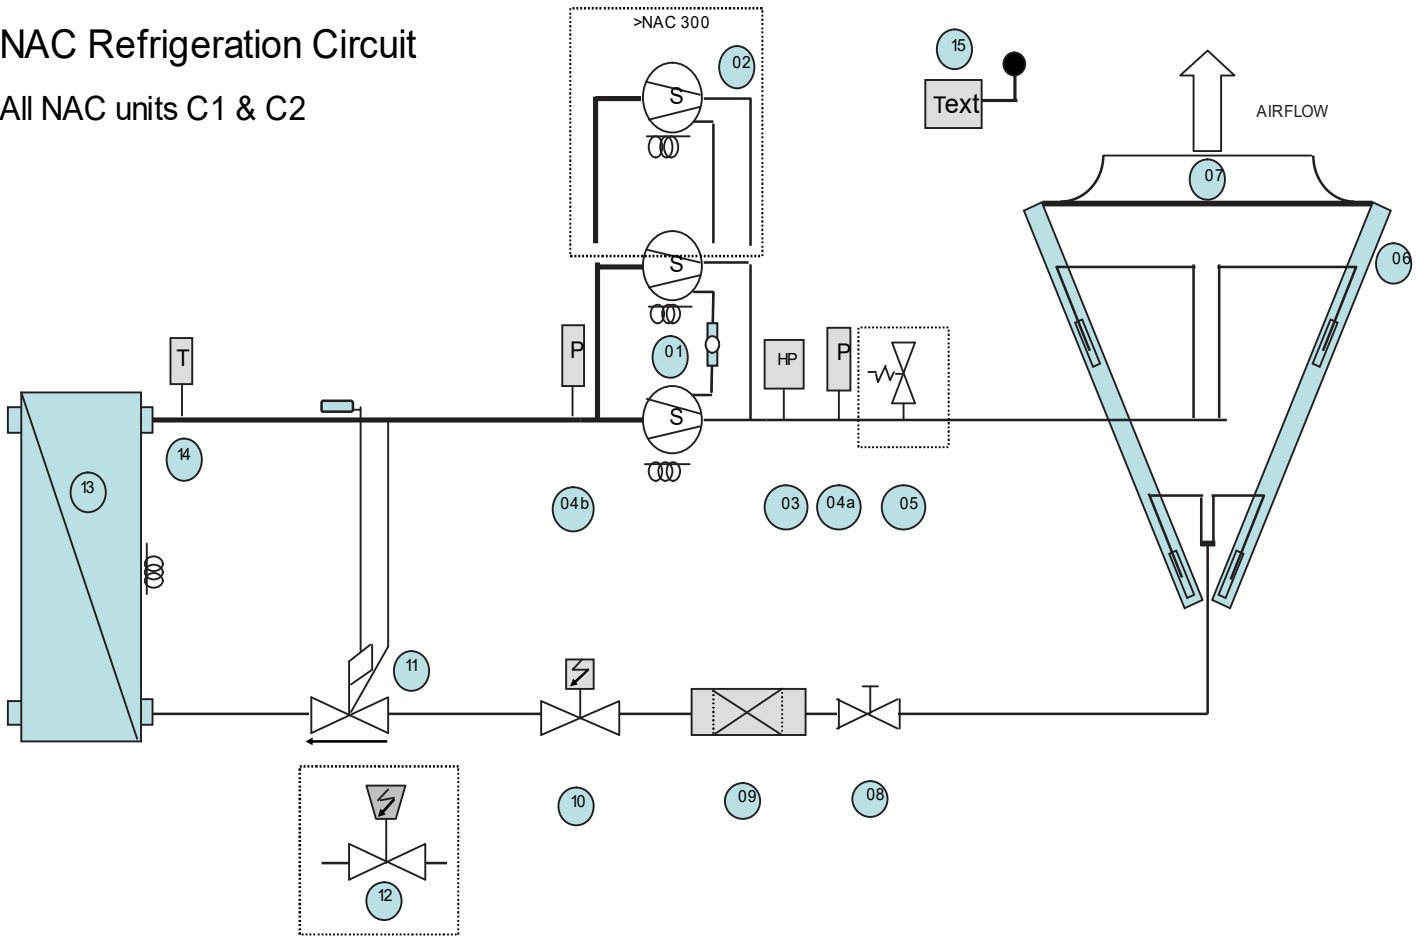 NAC Refrigeration Circuit
All NAC units C1 & C2
>NAC 300
02
15
Text
AIRFLOW
S
07
S
06
T
P
01
HP
P
S
14
13
04b
03
04a
05
11
10
09
08
12